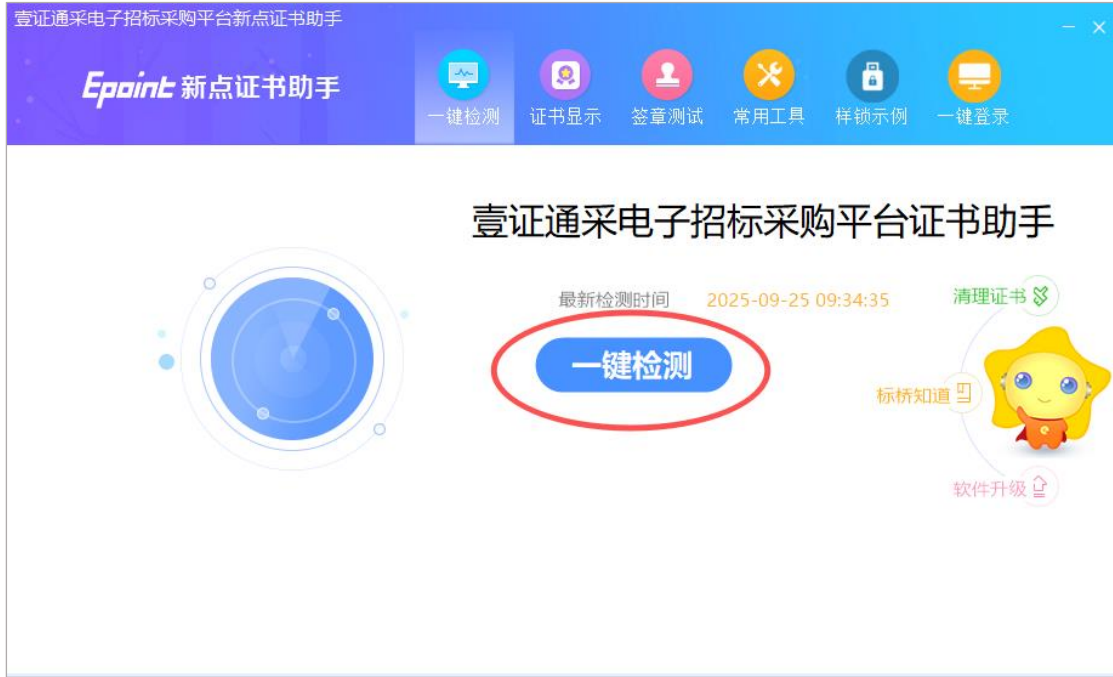 壹证通采电子招标采购平台新点证书助手
Epoint 新点证书助手
一键检测 证书显示 签章测试 常用工具 样锁示例 一键登录
壹证通采电子招标采购平台证书助手
最新检测时间 2025-09-25 09:34:35
清理证书
一键检测
标桥知道
软件升级